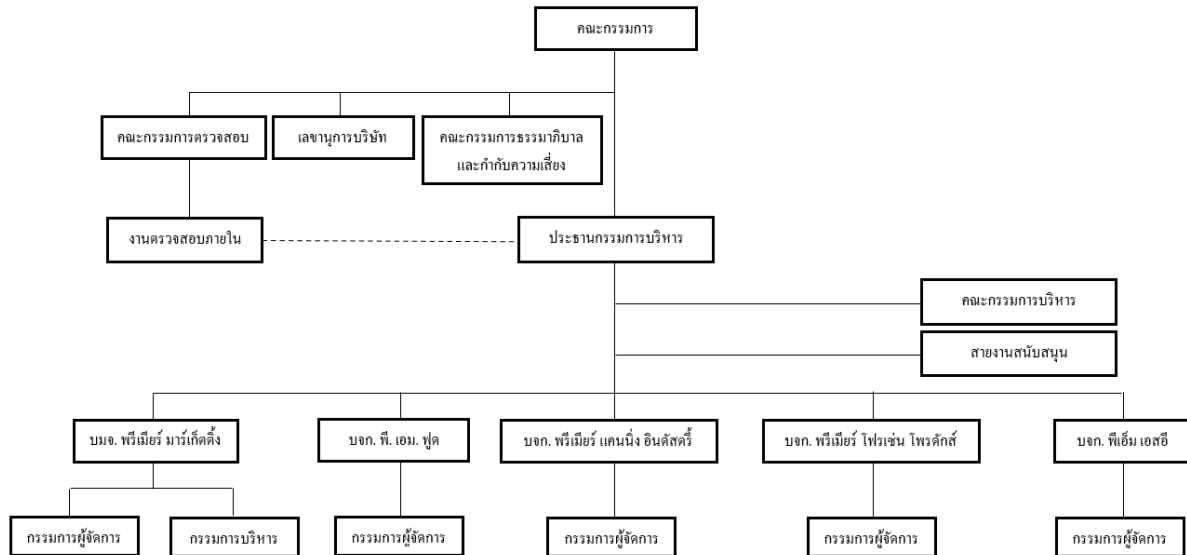 คณะกรรมการ
คณะกรรมการตรวจสอบ
เลขานุการบริษัท
คณะกรรมการธรรมาภิบาล
และกำกับความเสี่ยง
งานตรวจสอบภายใน
ประธานกรรมการบริหาร
คณะกรรมการบริหาร
สายงานสนับสนุน
บมจ. พรีเมียร์ มาร์เก็ตติ้ง
บจก. พี. เอม. ฟูด
บจก. พรีเมียร์ แคนนิ่ง อินดัสตรี้
บจก. พรีเมียร์ โฟรเซ่น โพรดักส์
บจก. พีเอ็ม เอสอี
กรรมการผู้จัดการ
กรรมการบริหาร
กรรมการผู้จัดการ
กรรมการผู้จัดการ
กรรมการผู้จัดการ
กรรมการผู้จัดการ